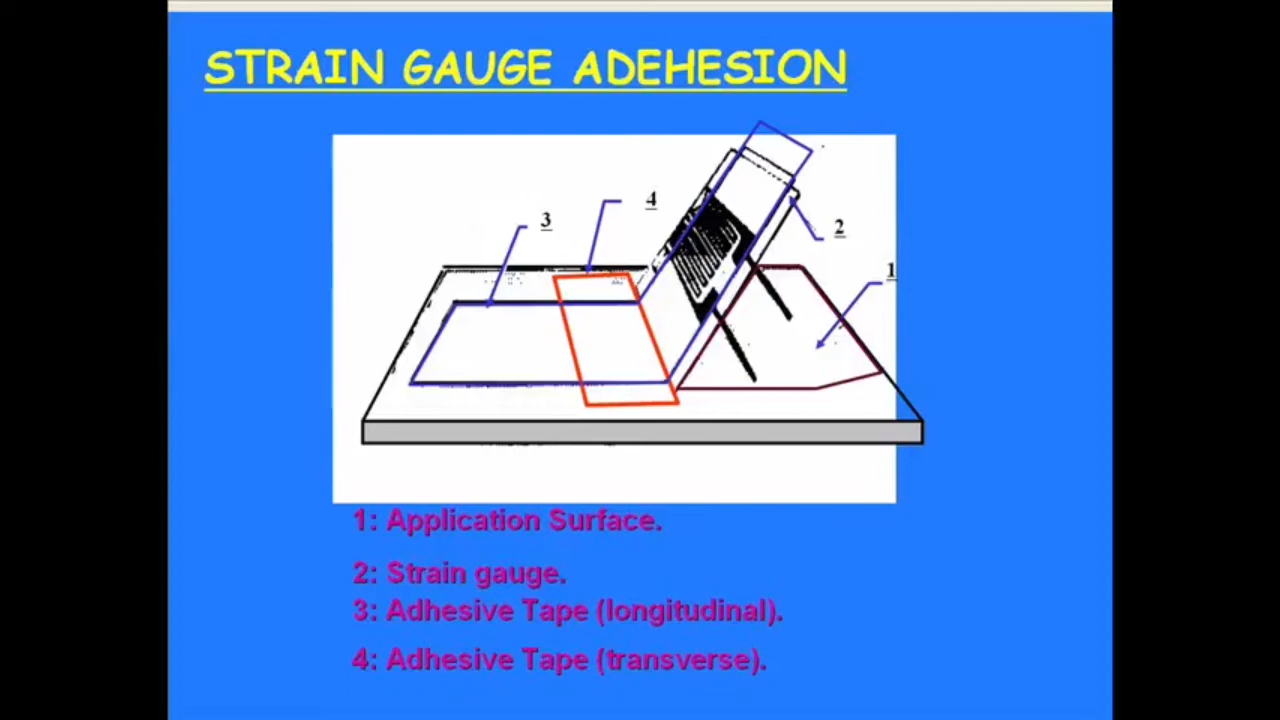 STRAIN GAUGE ADEHESION
4
3
2
1
1: Application Surface.
2: Strain gauge.
3: Adhesive Tape (longitudinal).
4: Adhesive Tape (transverse).